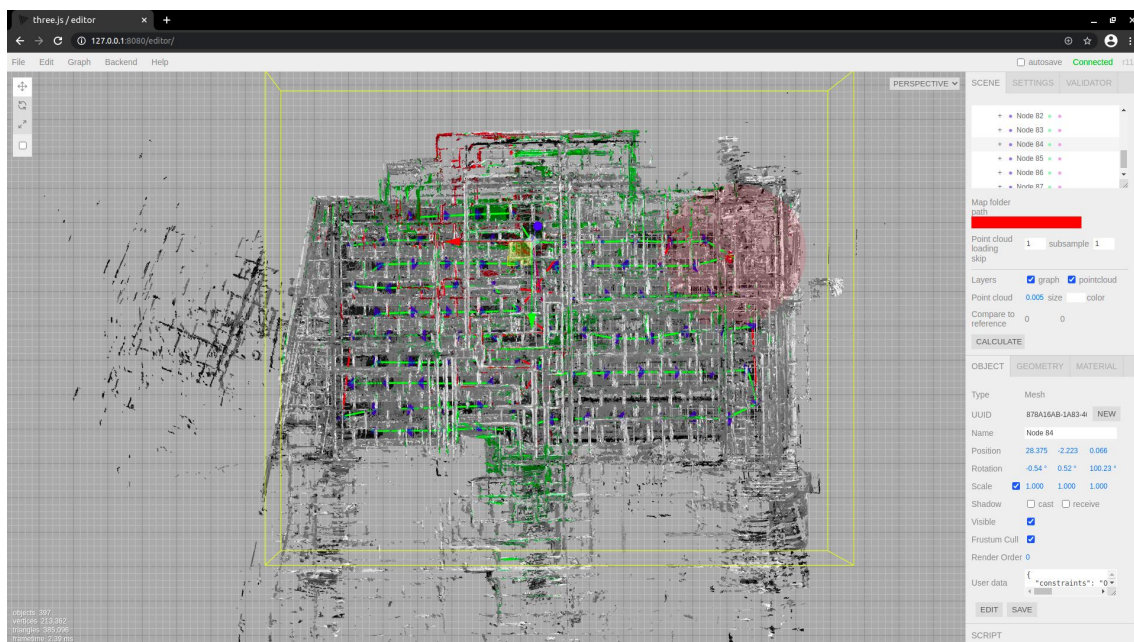 three.js / editor
127.0.0.1:8080/editor/
File Edit Graph Backend Help
autosave Connected r11
PERSPECTIVE
SCENE SETTINGS VALIDATOR
+ Node 82
+ Node 83
+ Node 84
+ Node 85
+ Node 86
+ Node 87
Map folder
path
Point cloud
loading
skip
1 subsample 1
Layers graph pointcloud
Point cloud 0.005 size color
Compare to
reference
0 0
CALCULATE
OBJECT GEOMETRY MATERIAL
Type Mesh
UUID 878A16AB-1A83-4( NEW
Name Node 84
Position 28.375 -2.223 0.066
Rotation -0.54 ° 0.52 ° 100.23 °
Scale 1.000 1.000 1.000
Shadow cast receive
Visible
Frustum Cull
Render Order 0
User data
{
"constraints": "0
EDIT SAVE
SCRIPT
objects 387
vertices 213,362
triangles 385,096
frametime 2.39 ms